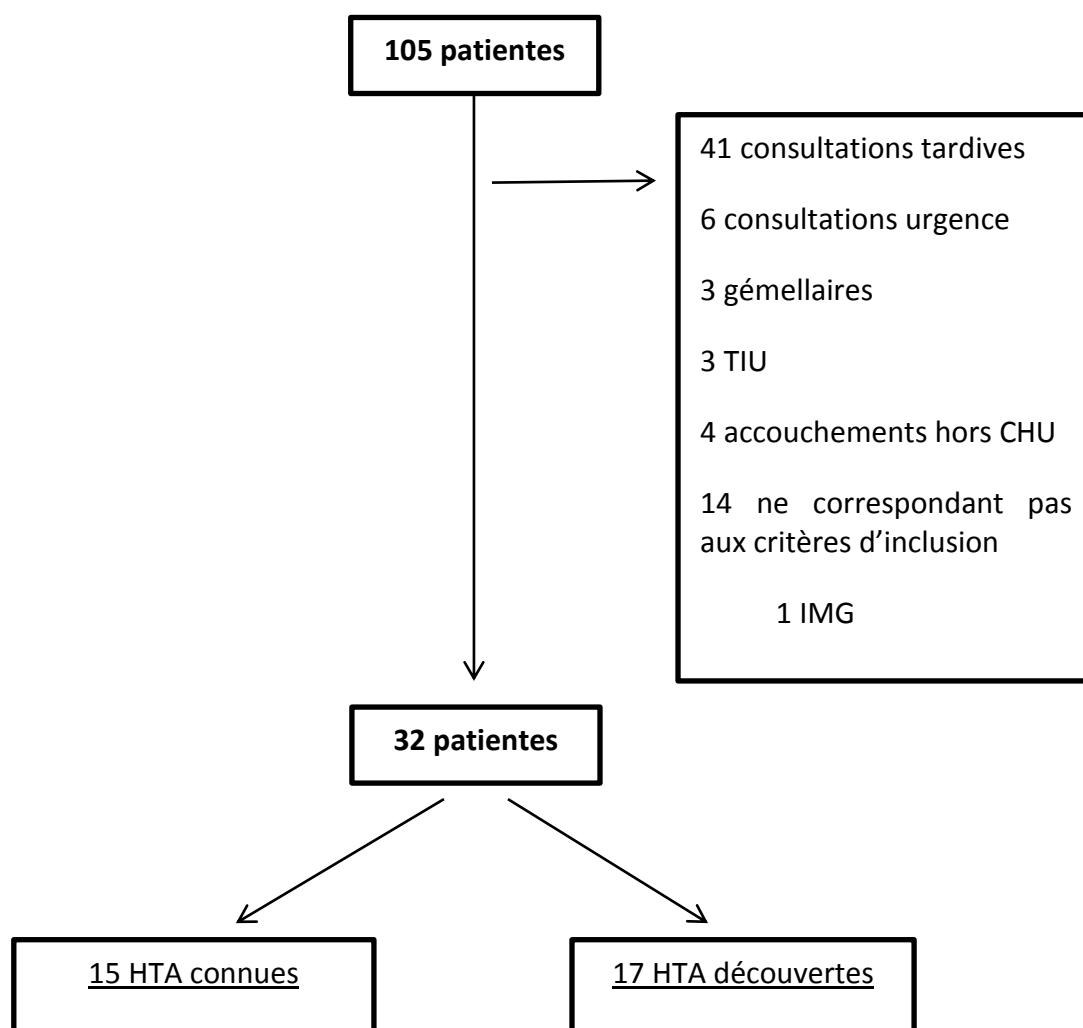 105 patientes
41 consultations tardives
6 consultations urgence
3 gémellaires
3 TIU
4 accouchements hors CHU
14 ne correspondant pas
aux critères d'inclusion
1 IMG
32 patientes
15 HTA connues
17 HTA découvertes